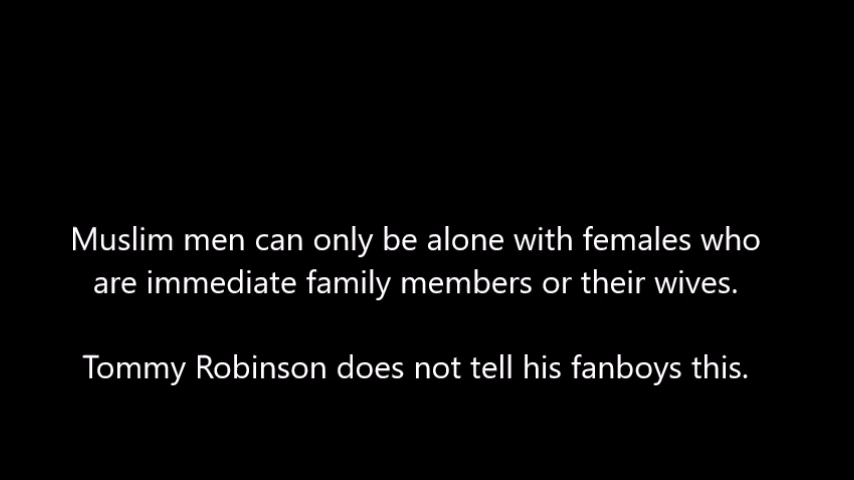 Muslim men can only be alone with females who
are immediate family members or their wives.
Tommy Robinson does not tell his fanboys this.